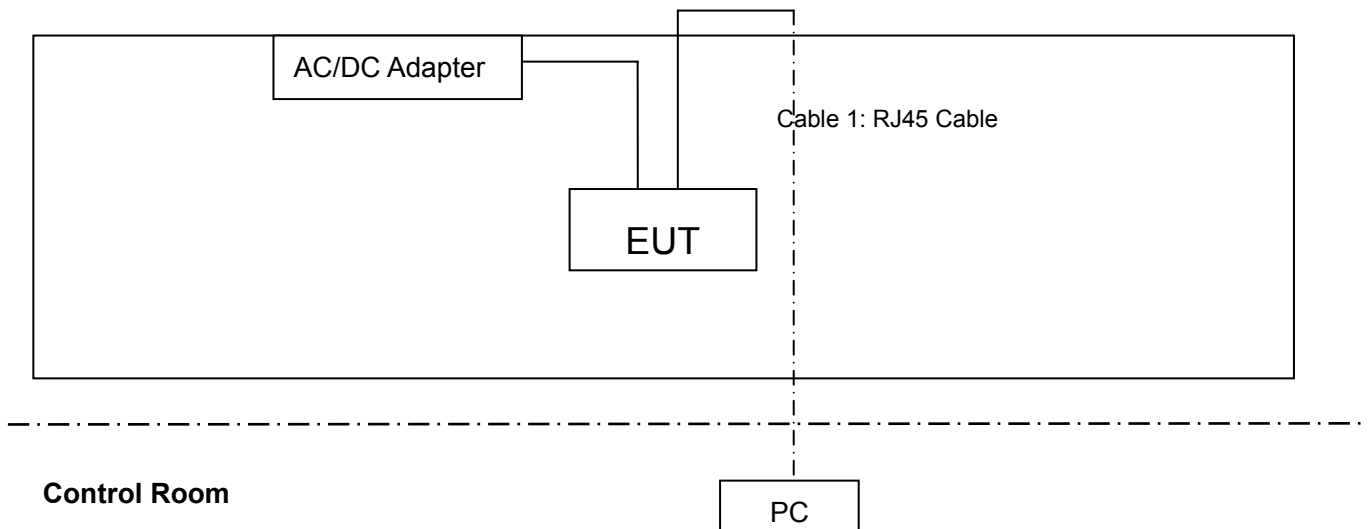 AC/DC Adapter
Cable 1: RJ45 Cable
EUT
Control Room
PC